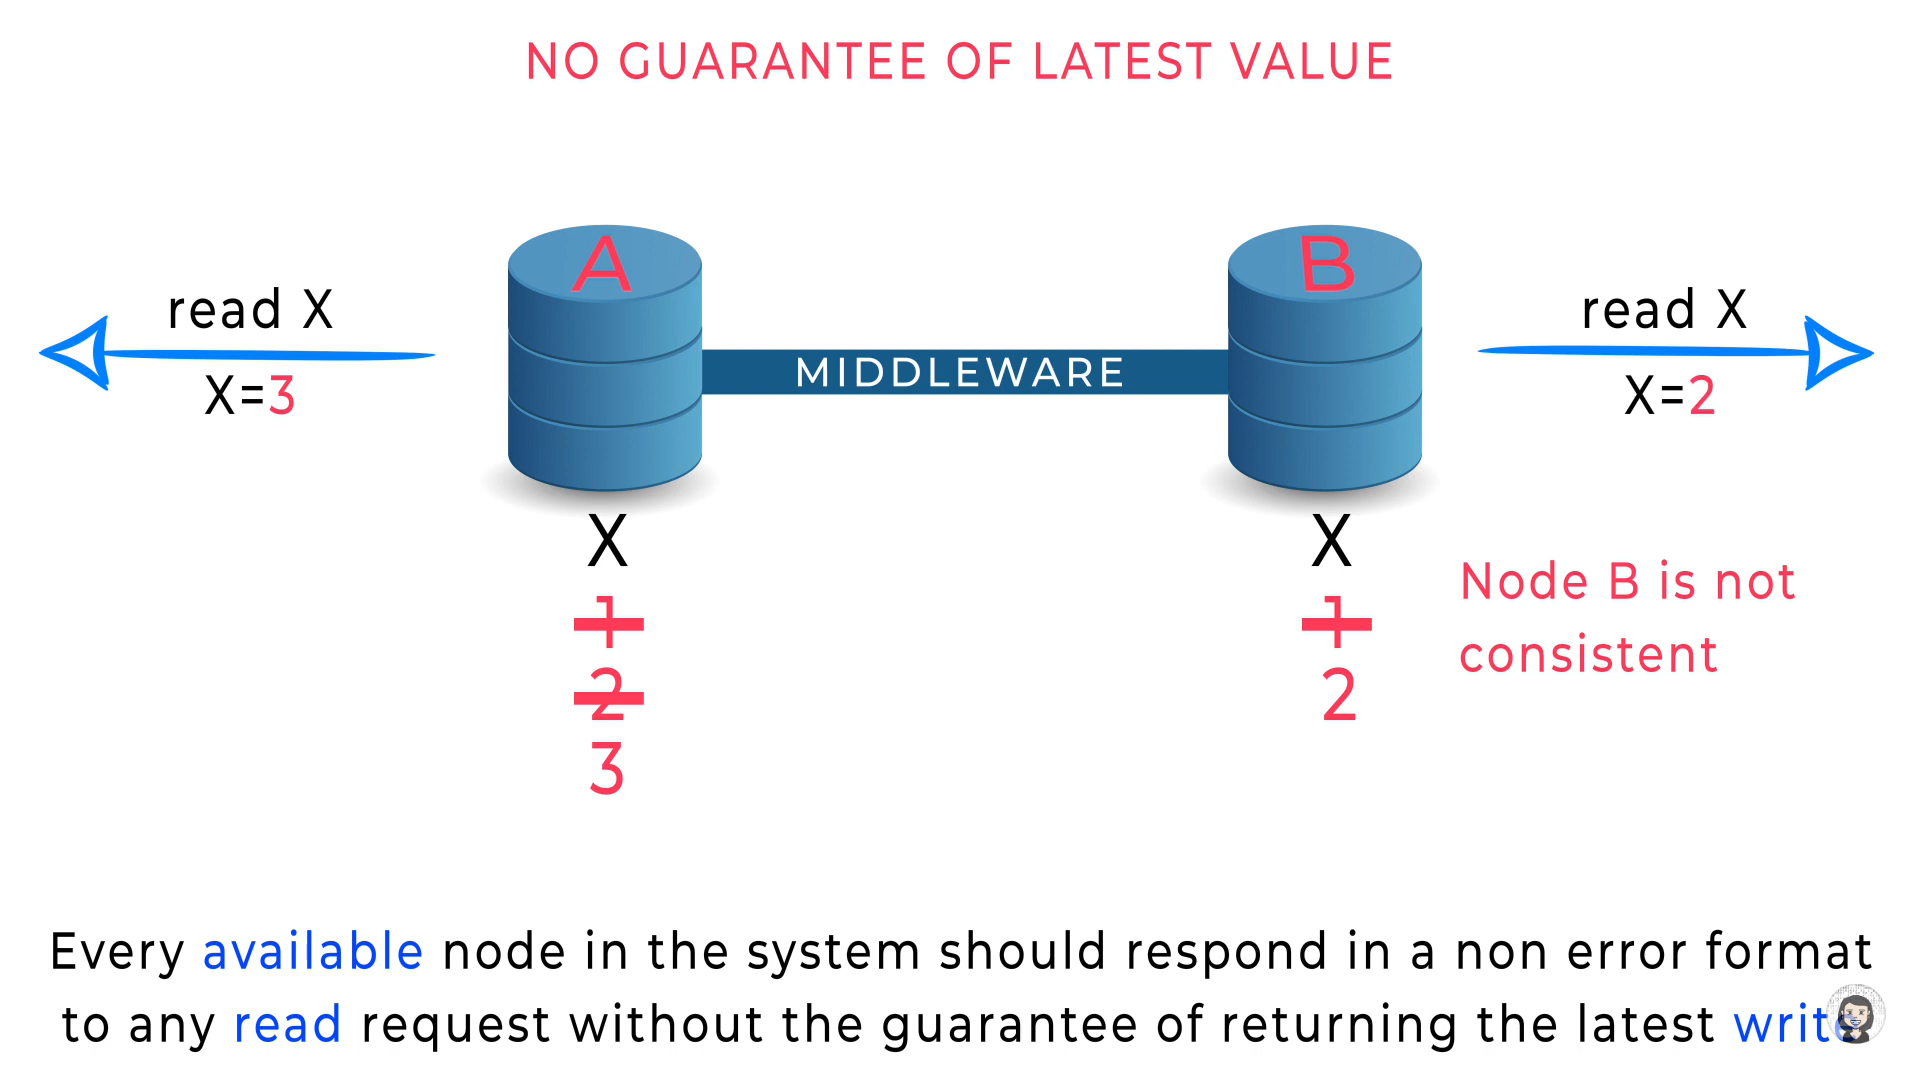 NO GUARANTEE OF LATEST VALUE
A
B
read X
X=3
MIDDLEWARE
read X
X=2
X
1
2
3
X
1
2
Node B is not
consistent
Every available node in the system should respond in a non error format
to any read request without the guarantee of returning the latest write